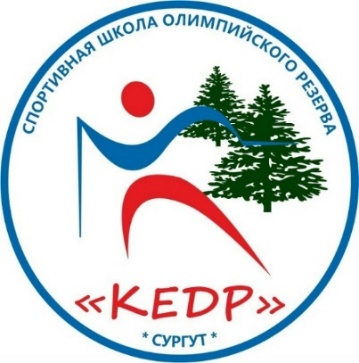 СПОРТИВНАЯ ШКОЛА ОЛИМПИЙСКОГО РЕЗЕРВА
«КЕДР»
* СУРГУТ *